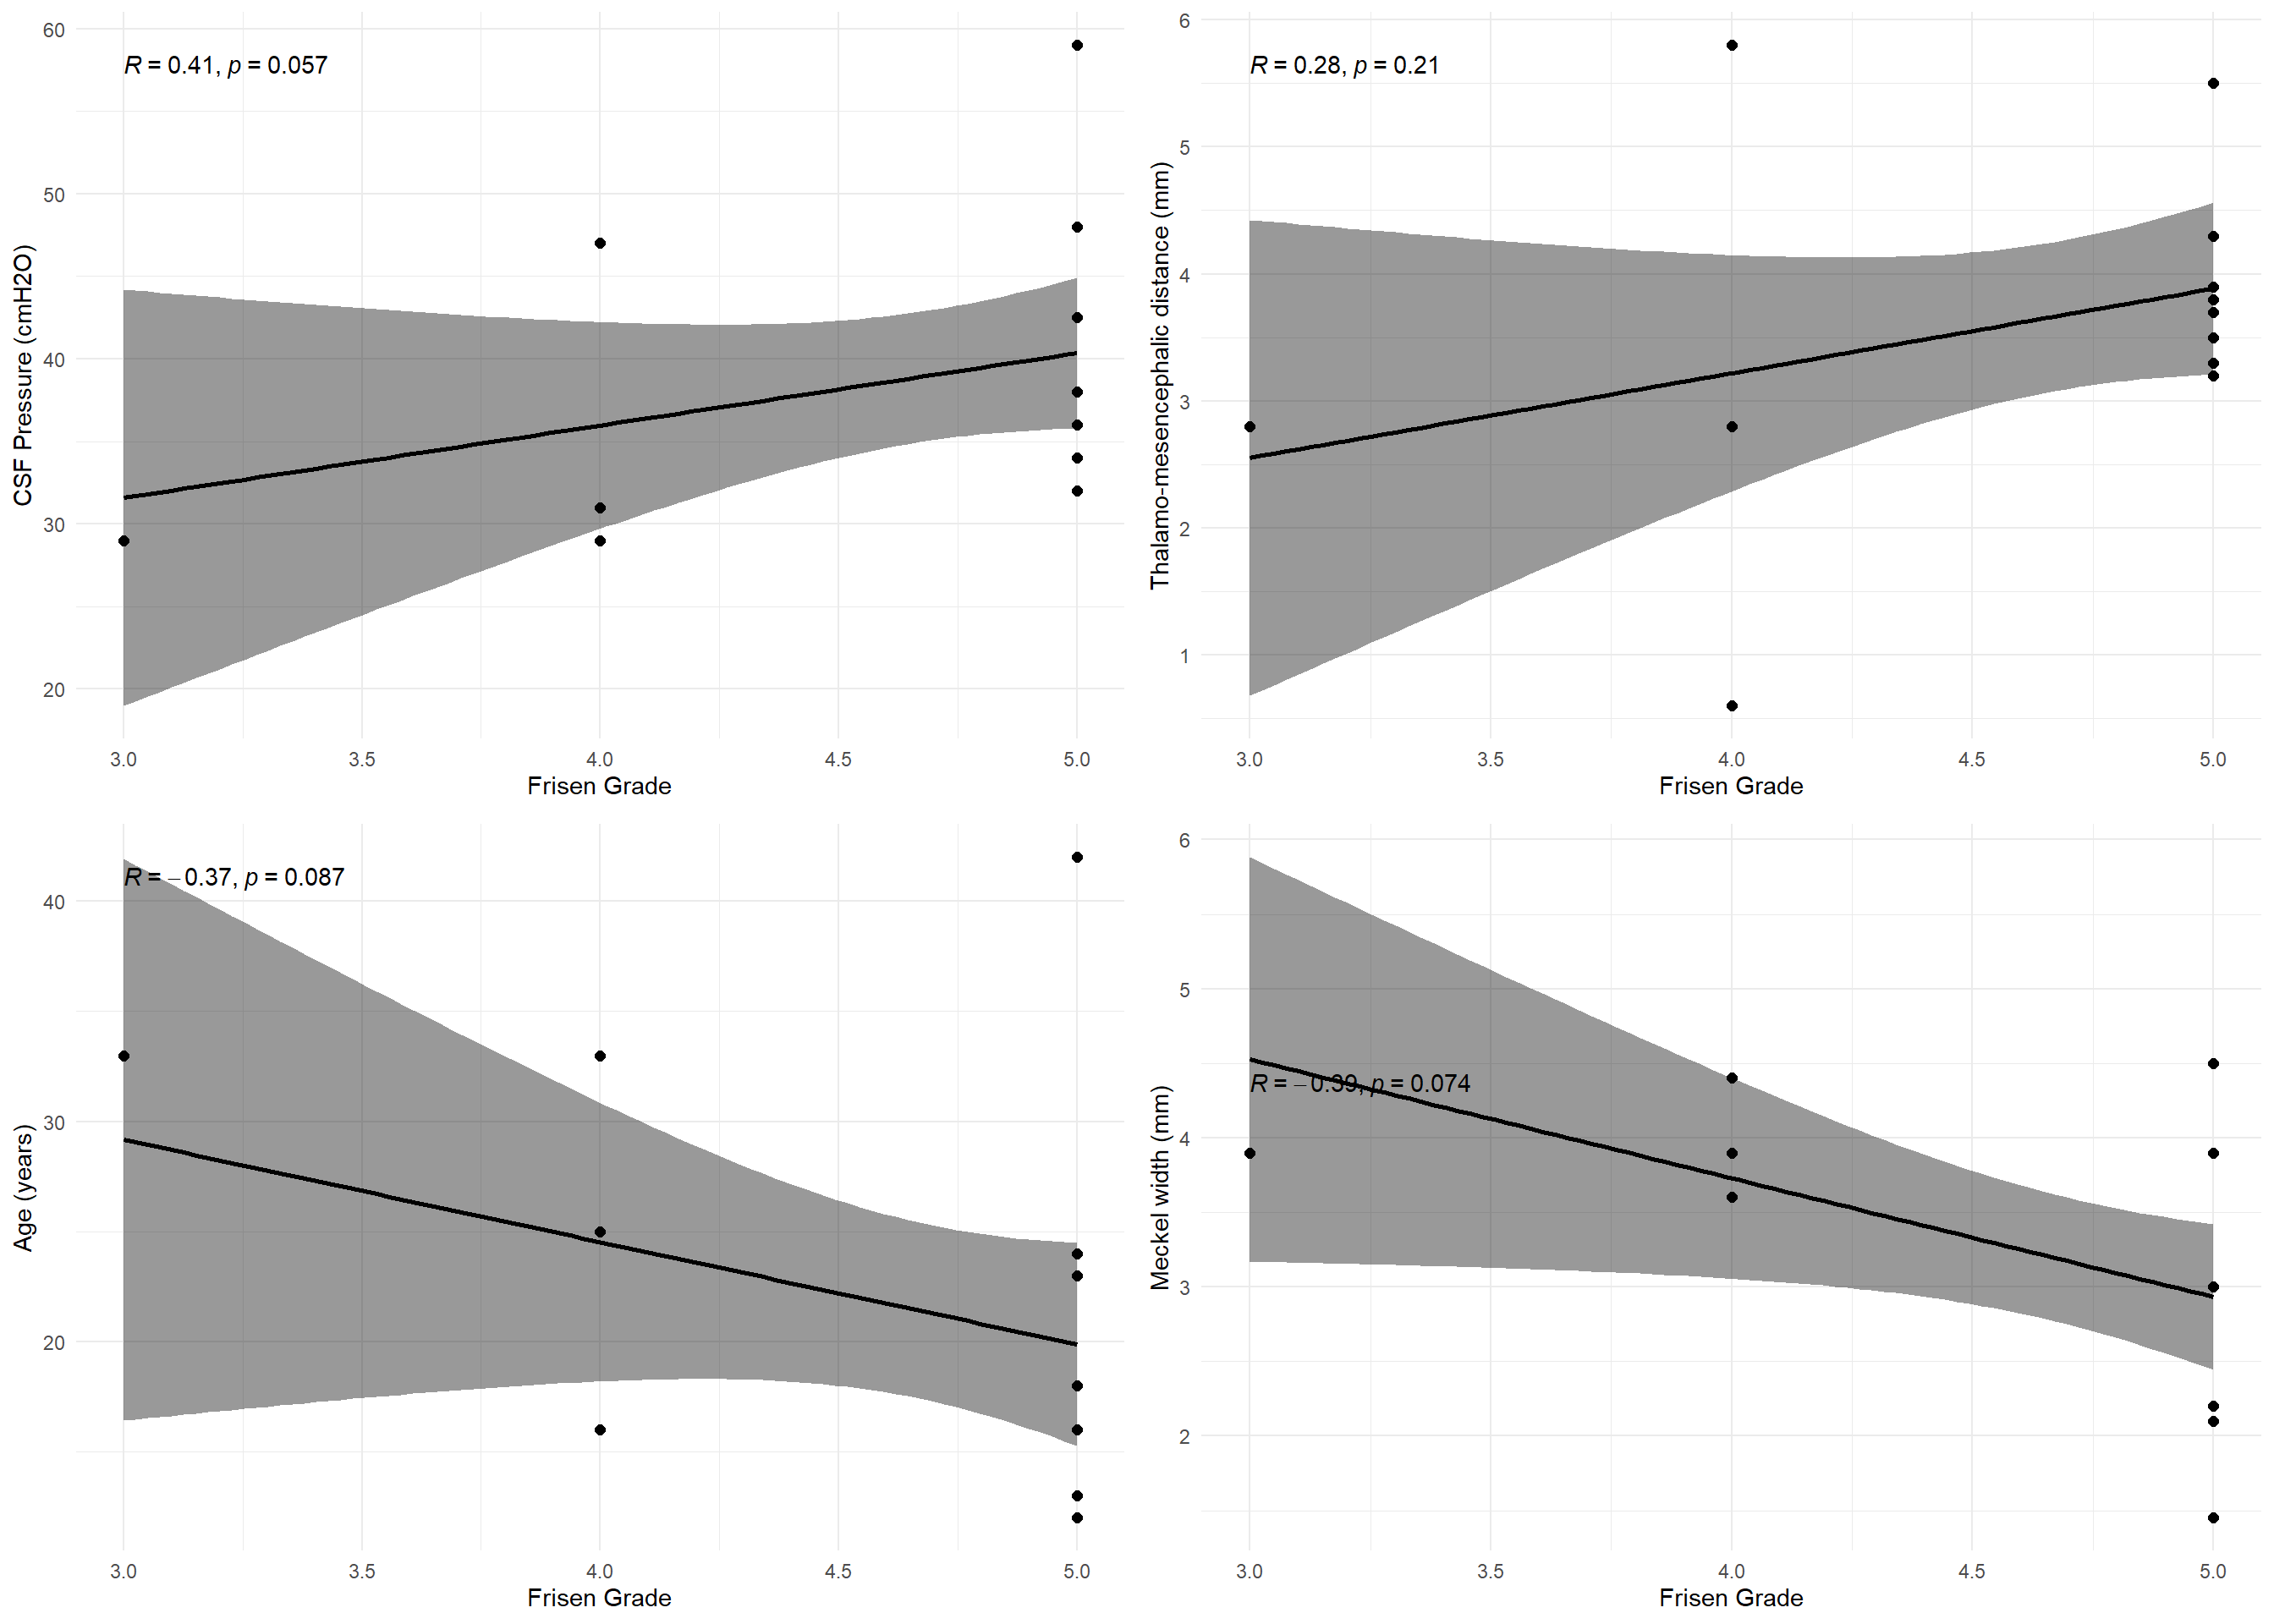 R = 0.41, p = 0.057
CSF Pressure (cmH2O)
60
50
40
30
20
3.0 3.5 4.0 4.5 5.0
Frisen Grade
R = 0.28, p = 0.21
Thalamo-mesencephalic distance (mm)
6
5
4
3
2
1
3.0 3.5 4.0 4.5 5.0
Frisen Grade
R = −0.37, p = 0.087
Age (years)
40
30
20
3.0 3.5 4.0 4.5 5.0
Frisen Grade
R = −0.39, p = 0.074
Meckel width (mm)
6
5
4
3
2
3.0 3.5 4.0 4.5 5.0
Frisen Grade